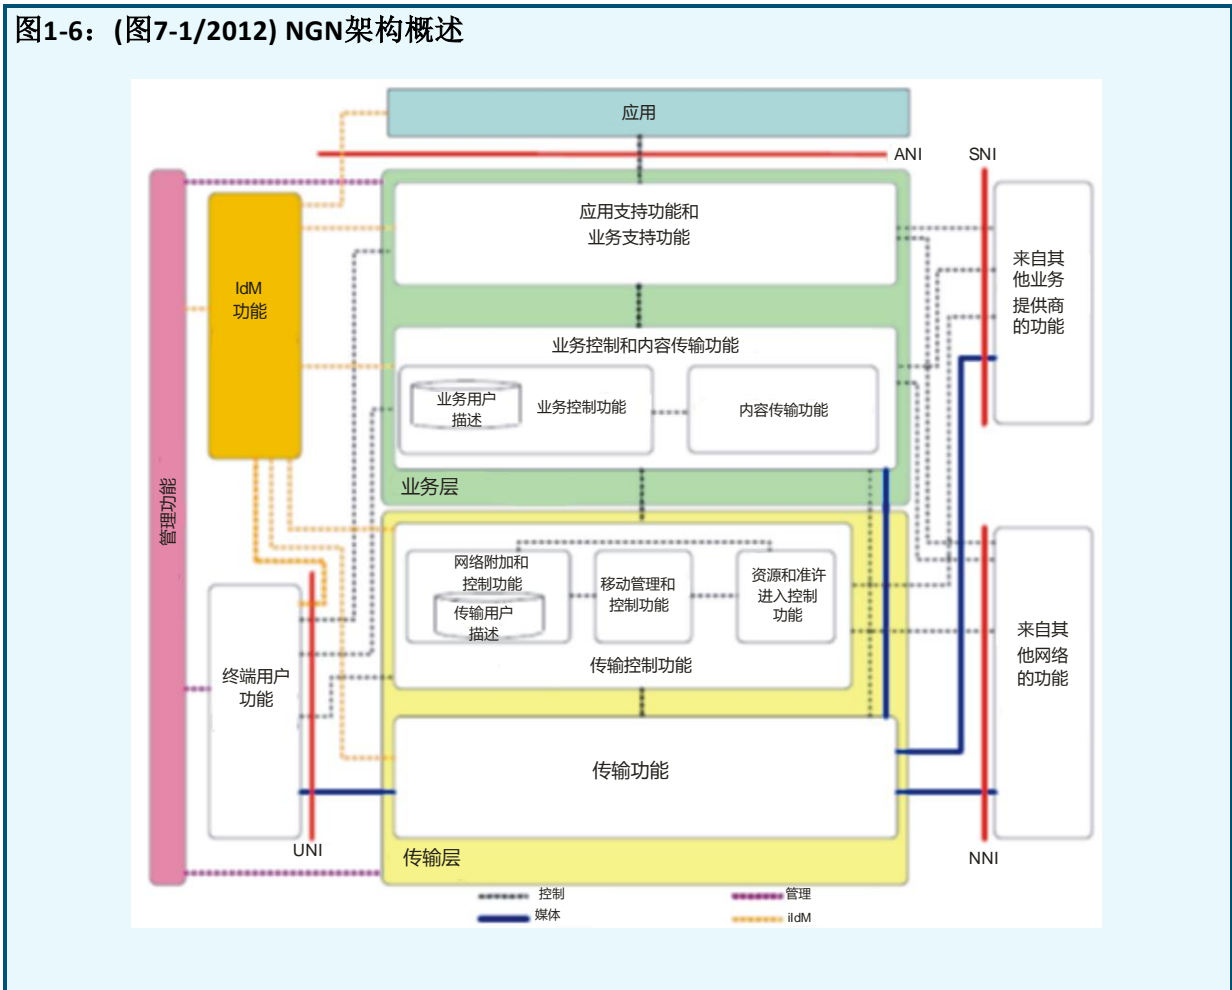 图1-6：(图7-1/2012) NGN架构概述
应用
ANI
SNI
应用支持功能和
业务支持功能
来自其
他业务
提供商
的功能
IdM
功能
业务控制和内容传输功能
业务用户
描述
业务控制功能
内容传输功能
业务层
管理功能
网络附加和
控制功能
传输用户
描述
移动管理和
控制功能
资源和准许
进入控制
功能
传输控制功能
来自其
他网络
的功能
终端用户
功能
传输功能
UNI
传输层
NNI
控制
管理
媒体
iIdM